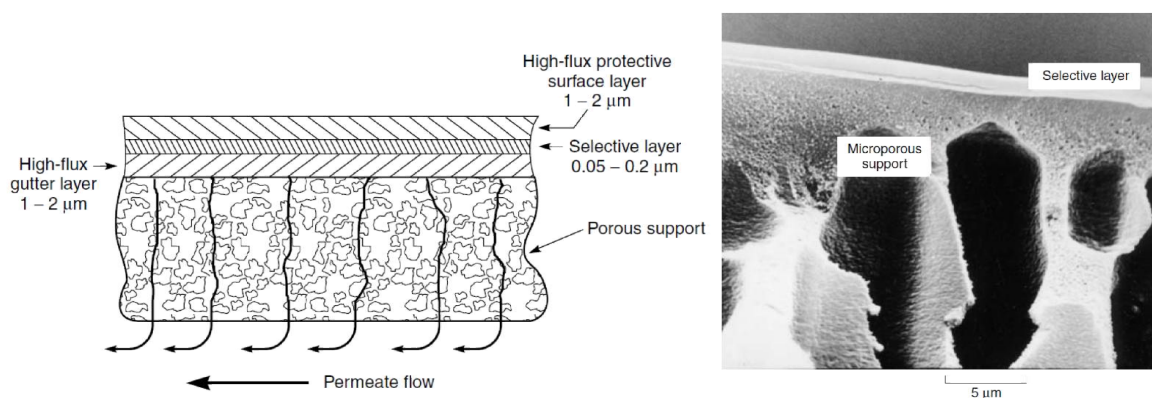 High-flux protective
surface layer
1 – 2 μm
Selective layer
0.05 – 0.2 μm
High-flux
gutter layer
1 – 2 μm
Porous support
Permeate flow
Selective layer
Microporous
support
5 μm